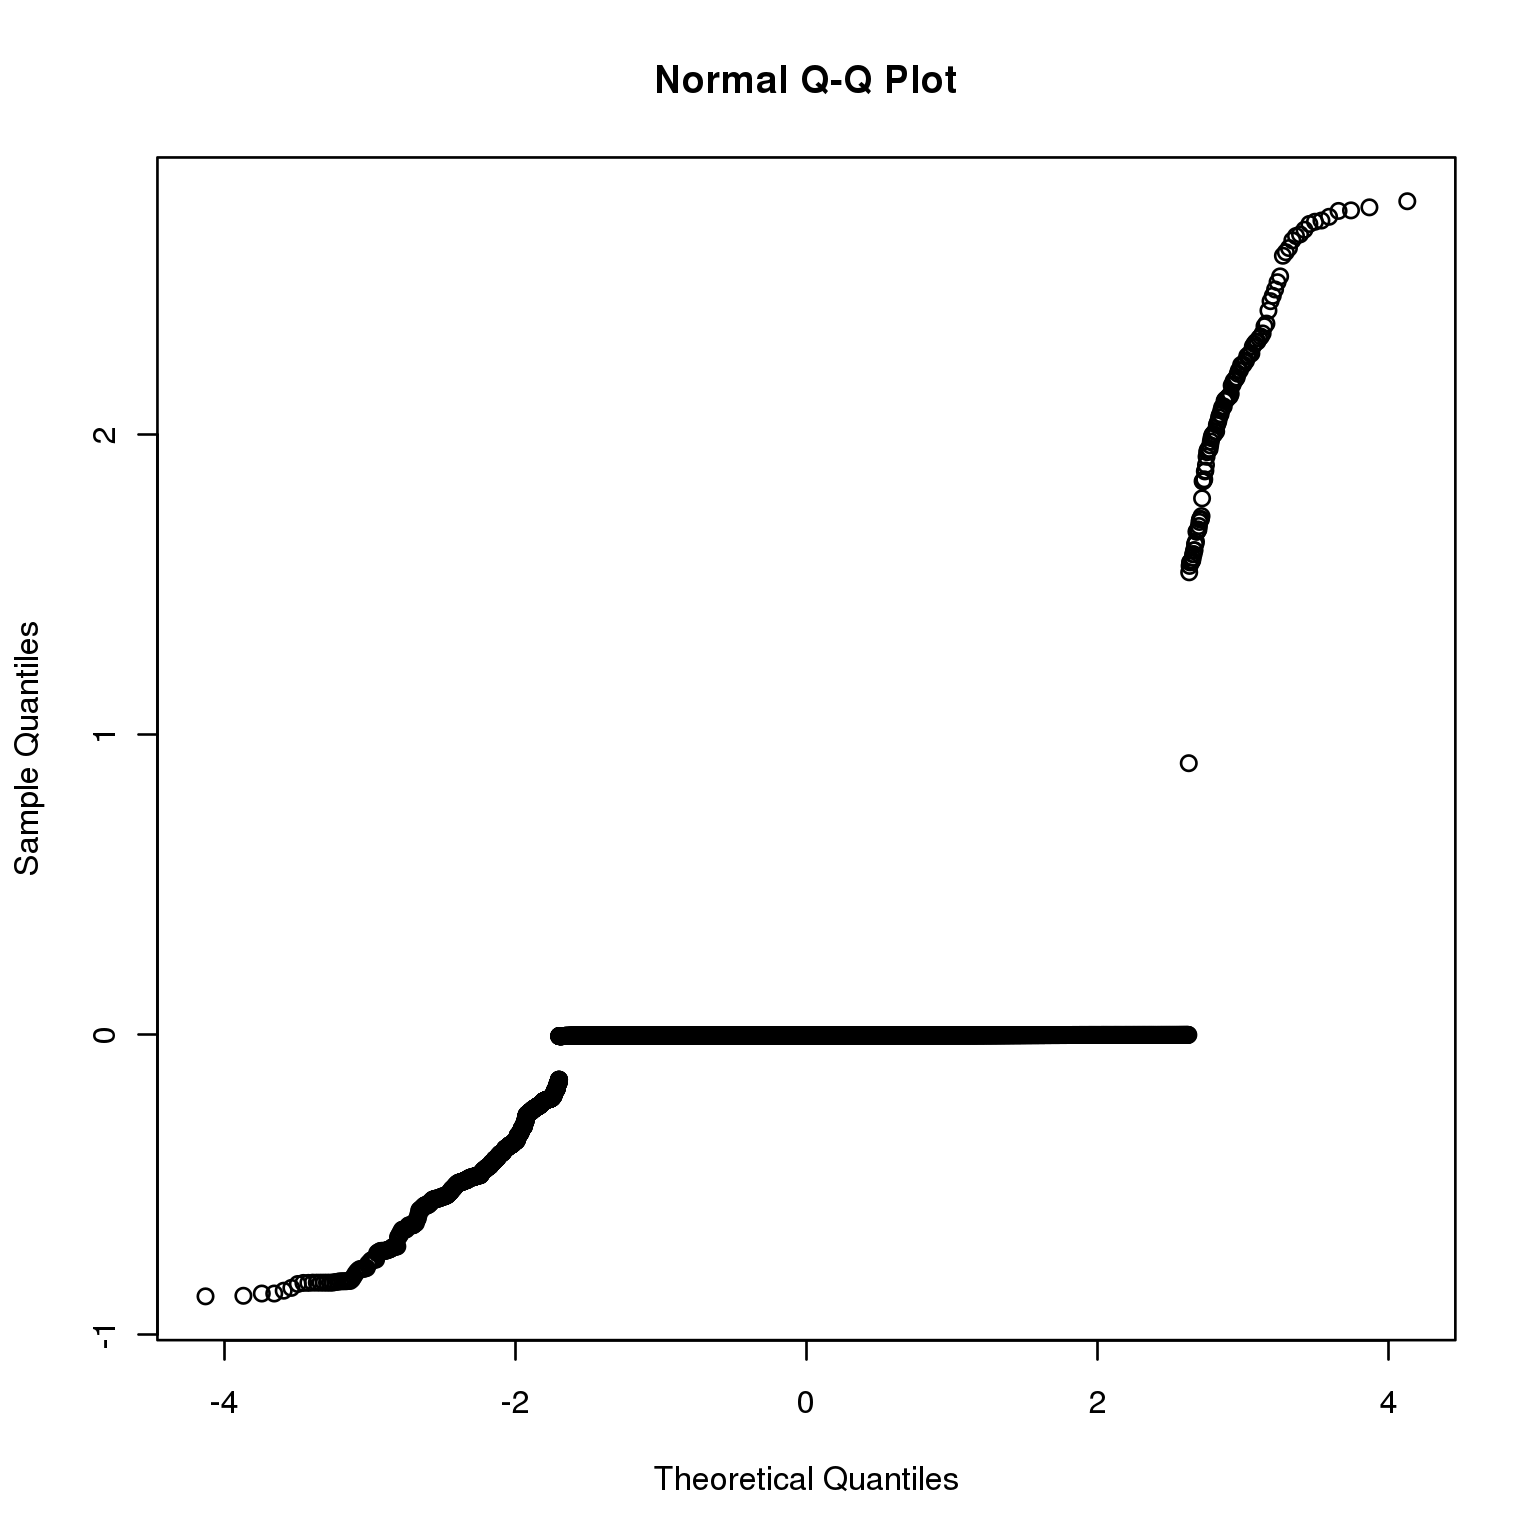 Normal Q-Q Plot
Sample Quantiles
2
1
0
-1
-4 -2 0 2 4
Theoretical Quantiles